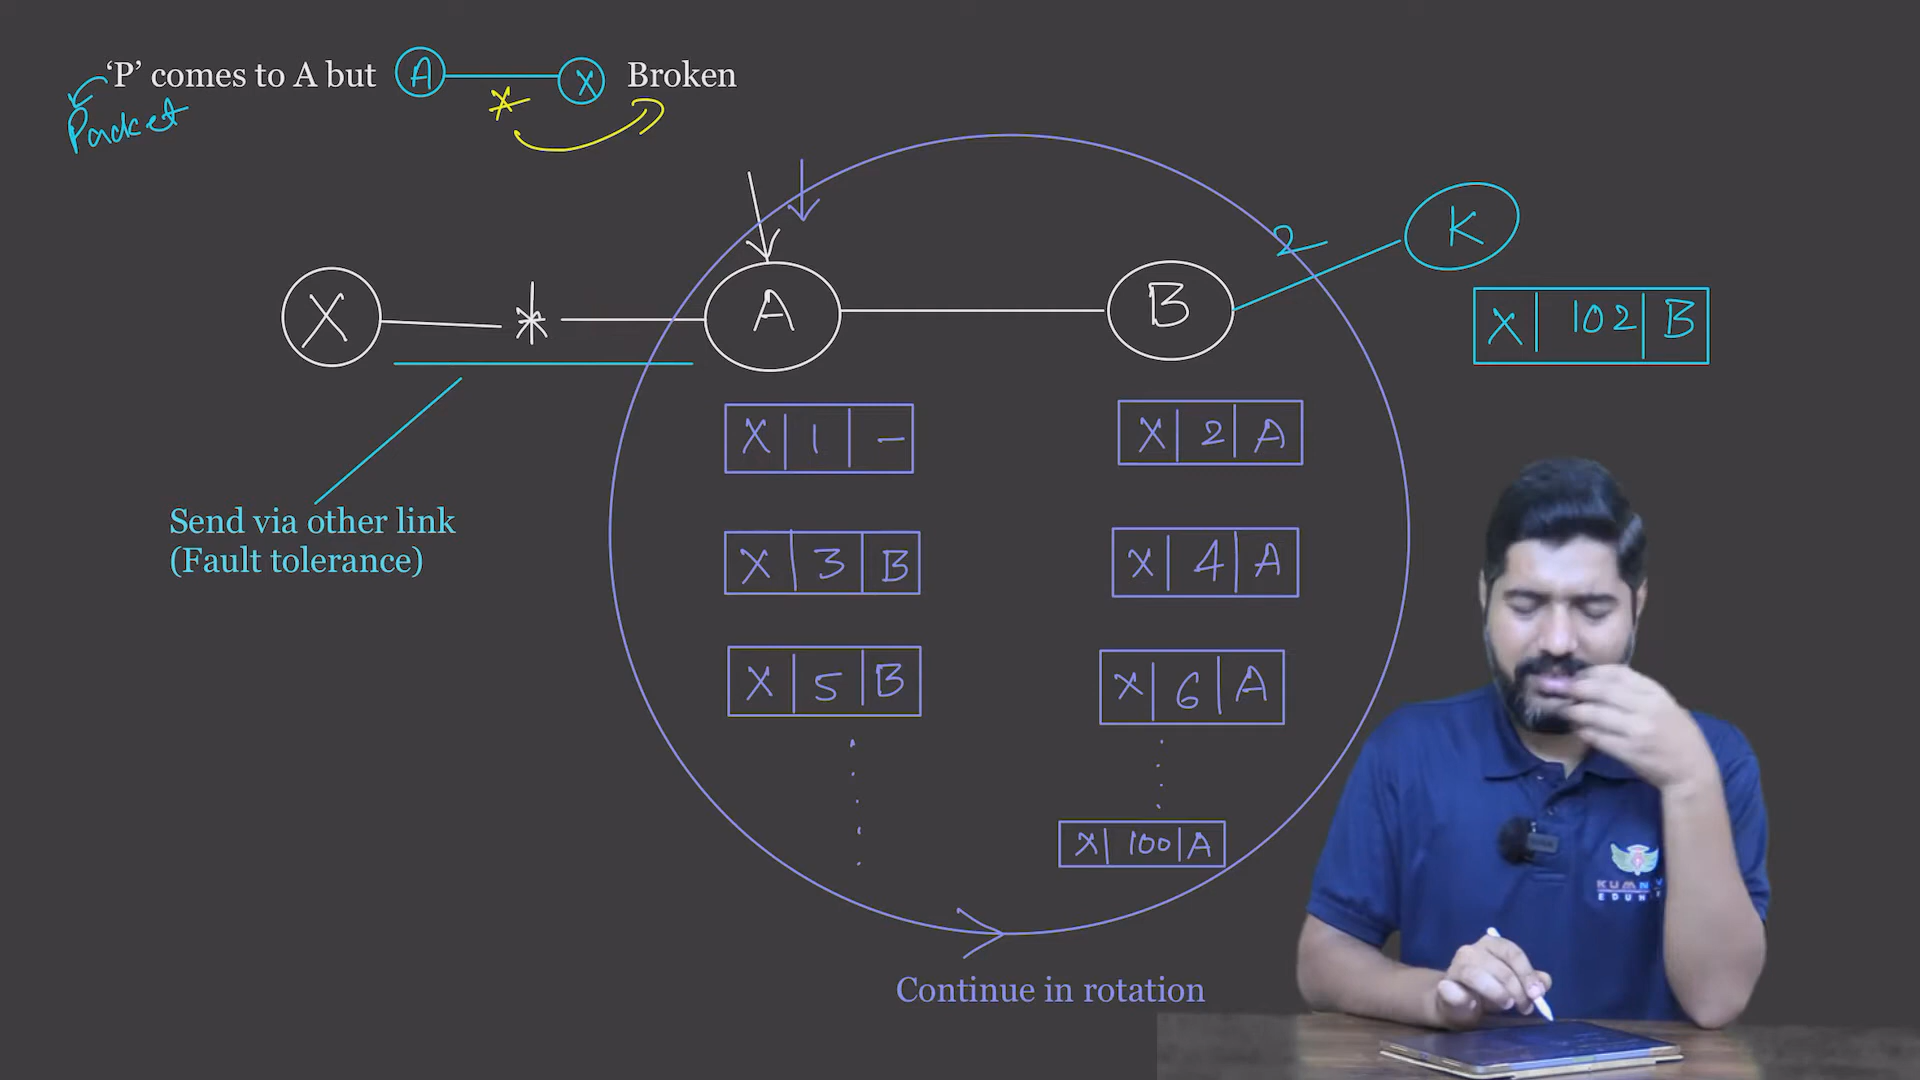 'P' comes to A but A X Broken
Packet
X A B K
2
X | 102 | B
X | 1 | -
X | 2 | A
Send via other link
(Fault tolerance)
X | 3 | B
X | 4 | A
X | 5 | B
X | 6 | A
X | 100 | A
Continue in rotation